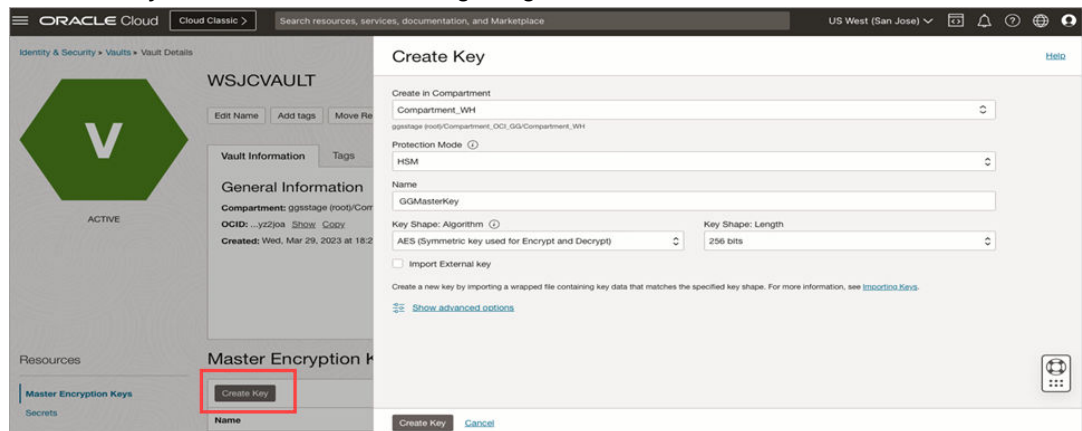 ORACLE Cloud
Cloud Classic >
Search resources, services, documentation, and Marketplace
US West (San Jose)
Identity & Security » Vaults » Vault Details
V
ACTIVE
WSJCVAULT
Edit Name
Add tags
Move Re
Vault Information
Tags
General Information
Compartment: ggsstage (root)/Com
OCID: ...yz2joa Show Copy
Created: Wed, Mar 29, 2023 at 18:2
Resources
Master Encryption Keys
Secrets
Master Encryption K
Create Key
Name
Create Key
Help
Create in Compartment
Compartment_WH
ggsstage (root)/Compartment_OCI_GG/Compartment_WH
Protection Mode
HSM
Name
GGMasterKey
Key Shape: Algorithm
Key Shape: Length
AES (Symmetric key used for Encrypt and Decrypt)
256 bits
Import External key
Create a new key by importing a wrapped file containing key data that matches the specified key shape. For more information, see Importing Keys.
Show advanced options
Create Key
Cancel